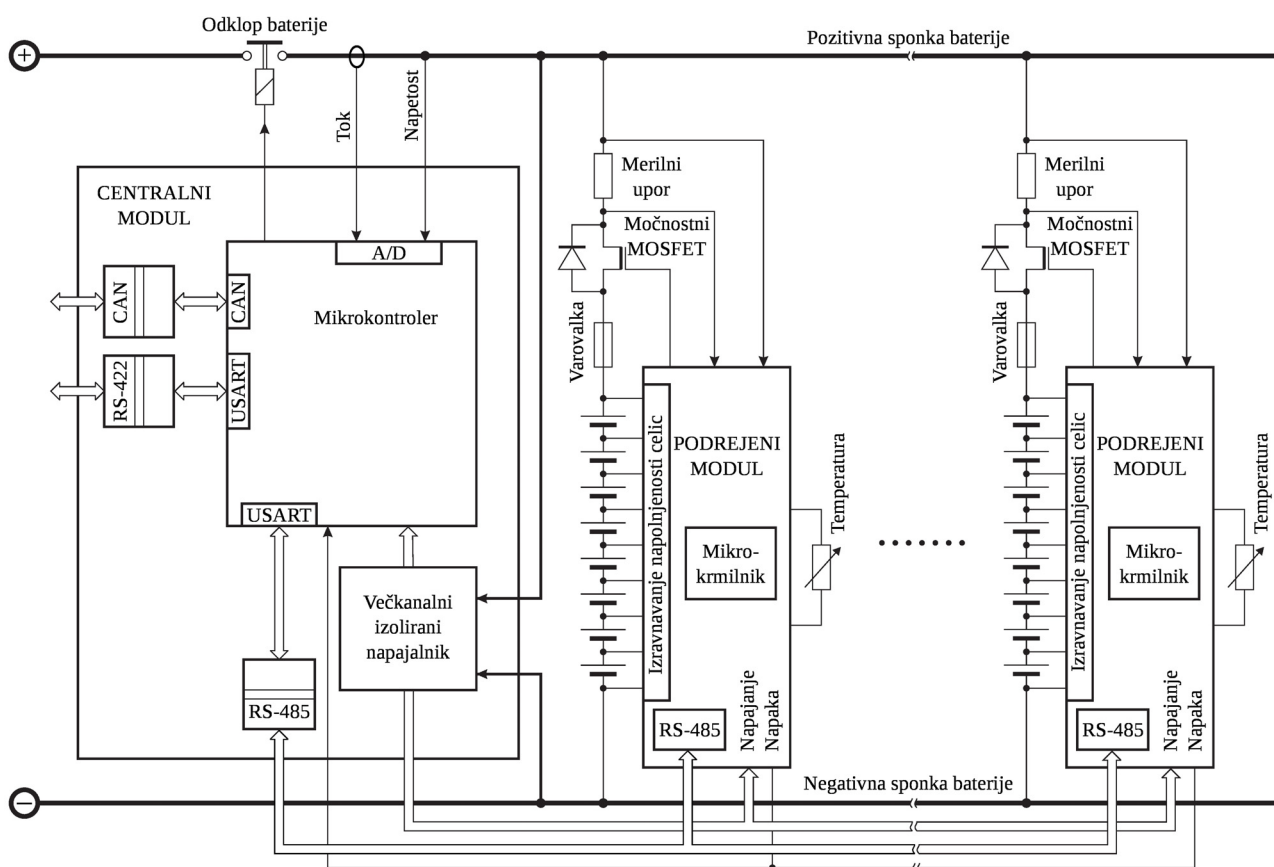 Odklop baterije
Pozitivna sponka baterije
+
Tok
Napetost
CENTRALNI
MODUL
A/D
CAN
CAN
Mikrokontroler
RS-422
USART
USART
Večkanalni
izolirani
napajalnik
RS-485
Merilni
upor
Močnostni
MOSFET
Varovalka
Izravnavanje napolnjenosti celic
PODREJENI
MODUL
Mikro-
krmilnik
Temperatura
RS-485
Napajanje
Napaka
Merilni
upor
Močnostni
MOSFET
Varovalka
Izravnavanje napolnjenosti celic
PODREJENI
MODUL
Mikro-
krmilnik
Temperatura
RS-485
Napajanje
Napaka
Negativna sponka baterije
−